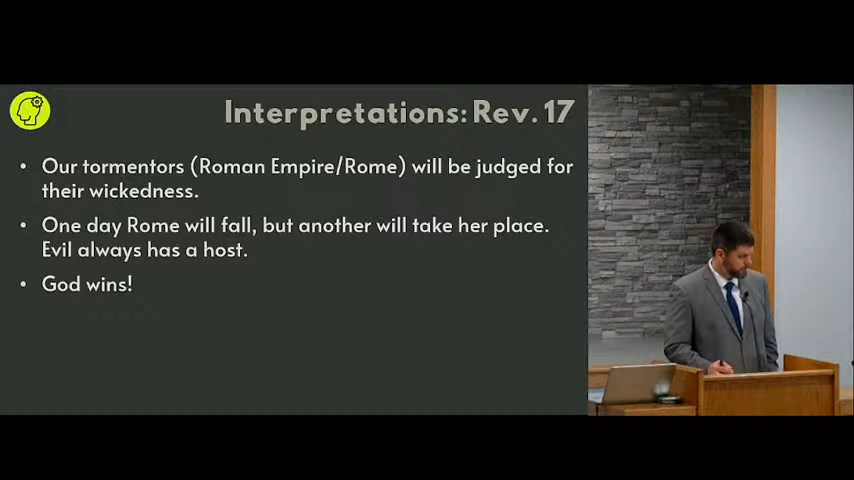 Interpretations: Rev. 17
• Our tormentors (Roman Empire/Rome) will be judged for
their wickedness.
• One day Rome will fall, but another will take her place.
Evil always has a host.
• God wins!